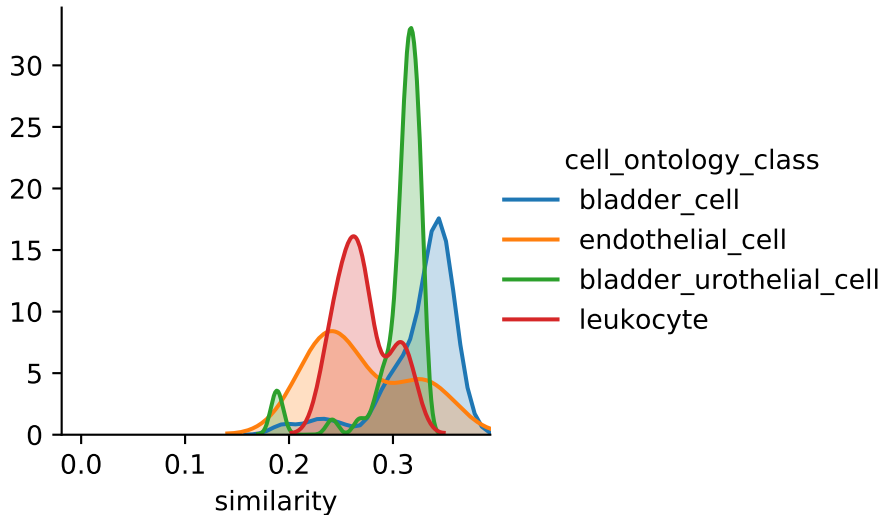 30
25
20
15
10
5
0
0.0 0.1 0.2 0.3
similarity
cell_ontology_class
bladder_cell
endothelial_cell
bladder_urothelial_cell
leukocyte